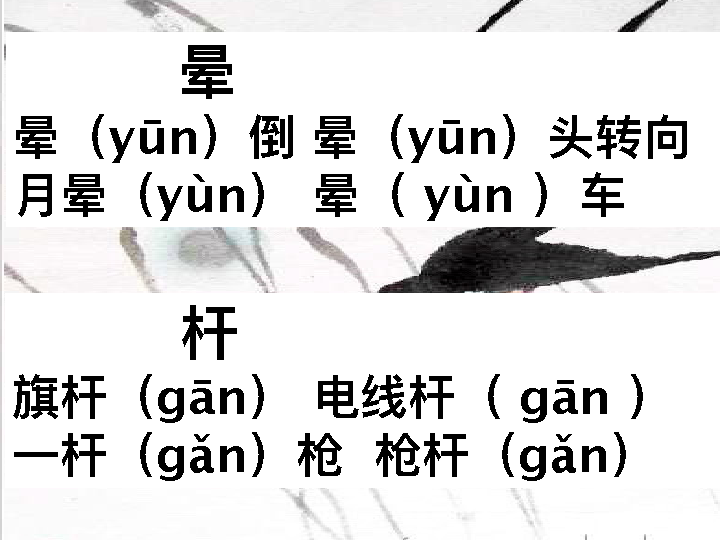 晕
晕（yūn）倒 晕（yūn）头转向
月晕（yùn） 晕（ yùn ）车
杆
旗杆（gān） 电线杆（ gān ）
一杆（gǎn）枪 枪杆（gǎn）